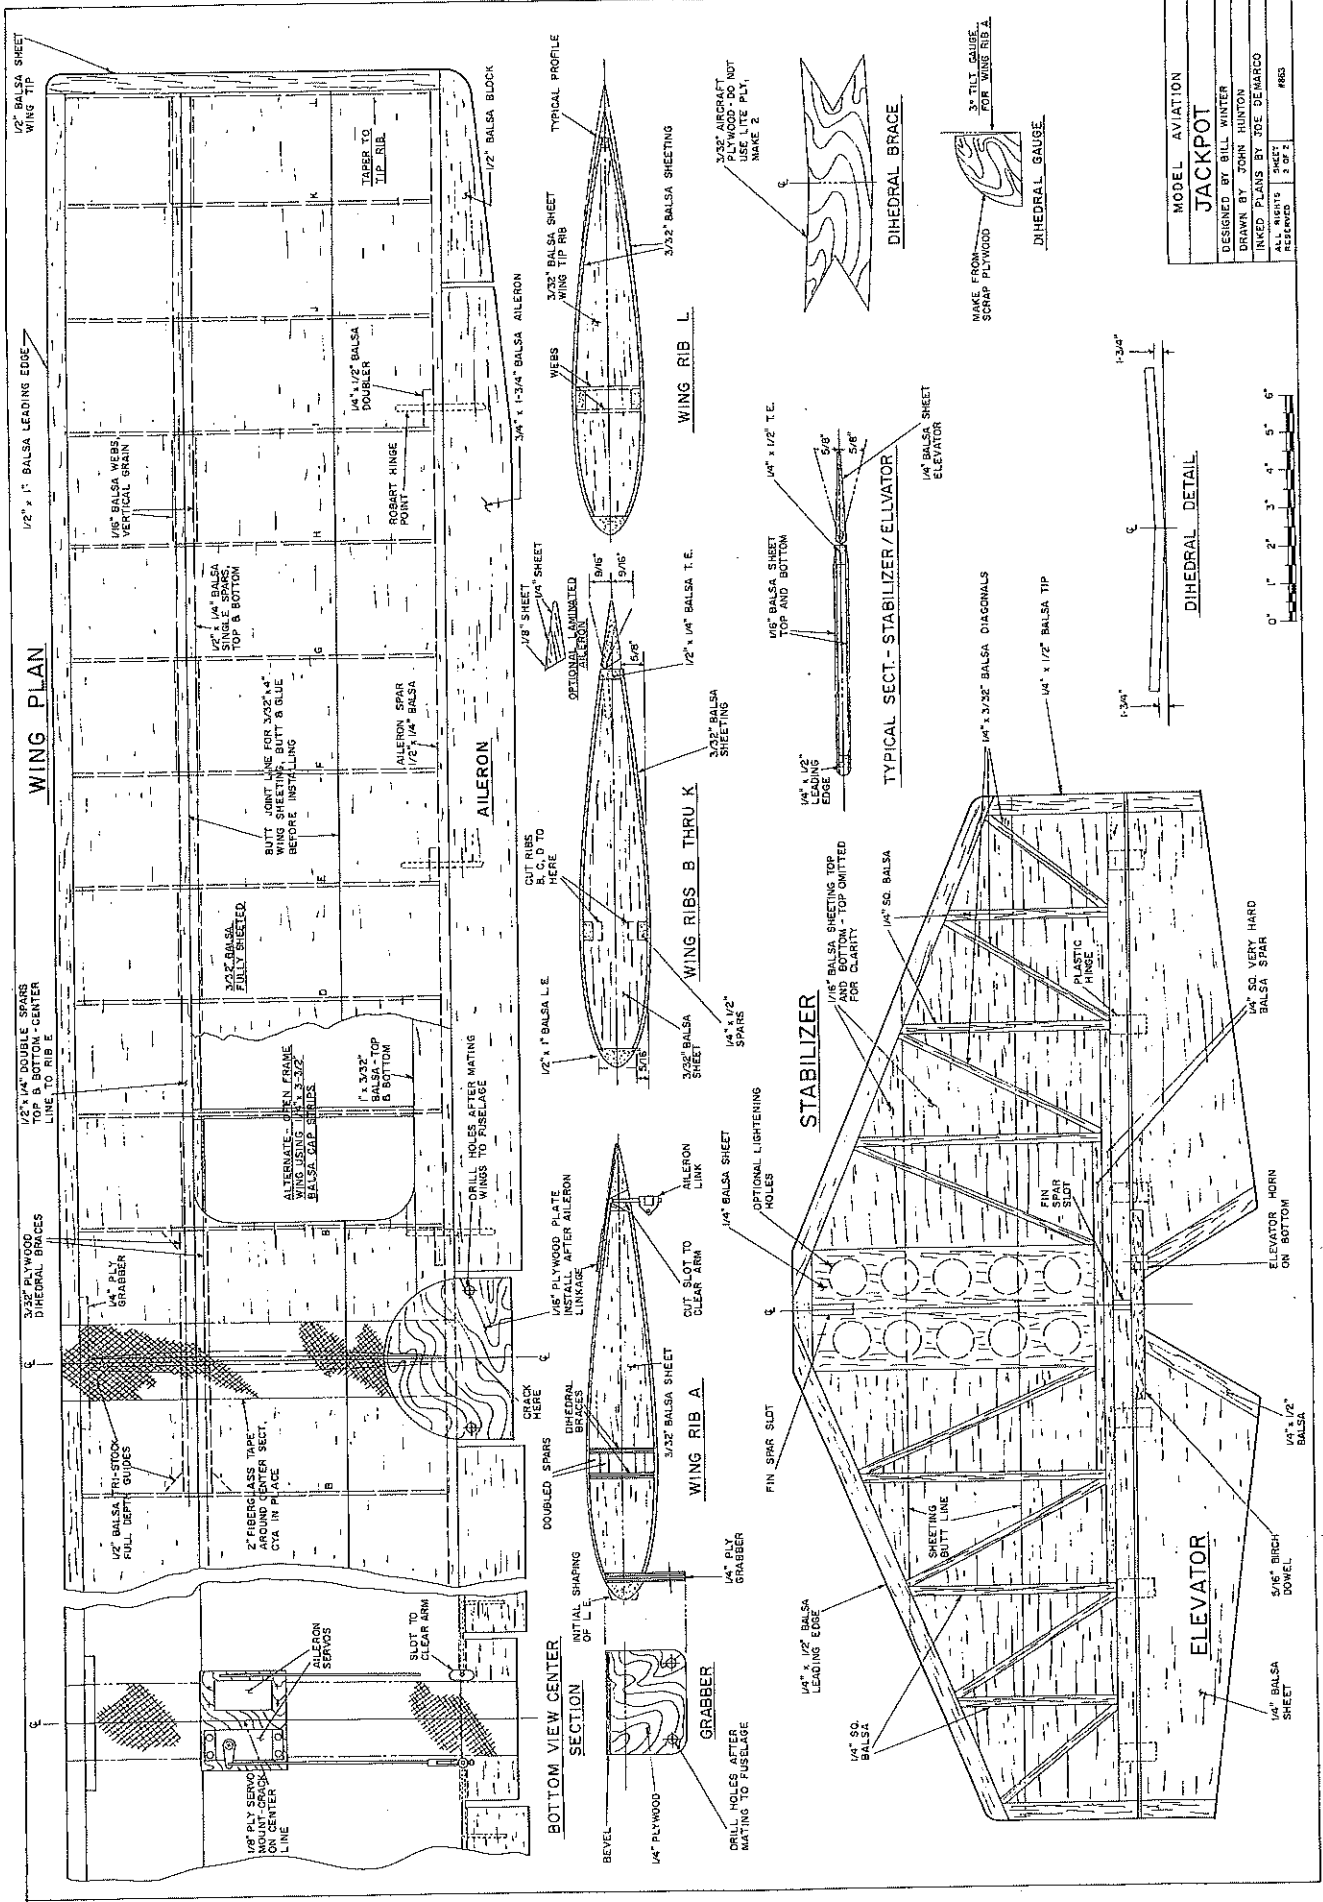 WING PLAN
1/2" BALSA SHEET
WING TIP
1/2" x 1" BALSA LEADING EDGE
1/2" x 1/4" DOUBLE SPARS
TOP & BOTTOM - CENTER
LINE, TO RIB E
3/32" PLYWOOD
DIHEDRAL BRACES
℄
1/4" PLY
GRABBER
1/2" BALSA TRI-STOCK
FULL DEPTH GUIDES
2" FIBERGLASS TAPE
AROUND CENTER SECT.
CYA IN PLACE
ALTERNATE - OPEN FRAME
BALSA CAP STRIPS
1" x 3/32"
BALSA - TOP
& BOTTOM
3/32" BALSA
FULLY SHEETED
BUTT JOINT LINE FOR 3/32" x 4"
WING SHEETING, BUTT & GLUE
BEFORE INSTALLING
1/2" x 1/4" BALSA
SINGLE SPARS,
TOP & BOTTOM
1/16" BALSA WEBS,
VERTICAL GRAIN
AILERON SPAR
1/2" x 1/4" BALSA
1/4" x 1/2" BALSA
DOUBLER
ROBART HINGE
POINT
TAPER TO
TIP RIB
1/2" BALSA BLOCK
3/4" x 1-3/4" BALSA AILERON
AILERON
B
B
D
E
F
G
H
J
K
L
DRILL HOLES AFTER MATING
WINGS TO FUSELAGE
CRACK
HERE
℄
℄
1/8" PLY SERVO
MOUNT-CRACK
ON CENTER
LINE
AILERON
SERVOS
SLOT TO
CLEAR ARM
BOTTOM VIEW CENTER
SECTION
INITIAL SHAPING
OF L.E.
DOUBLED SPARS
DIHEDRAL
BRACES
1/16" PLYWOOD PLATE
INSTALL AFTER AILERON
LINKAGE
3/32" BALSA SHEET
CUT SLOT TO
CLEAR ARM
AILERON
LINK
1/4" PLY
GRABBER
WING RIB A
BEVEL
1/4" PLYWOOD
GRABBER
DRILL HOLES AFTER
MATING TO FUSELAGE
1/2" x 1" BALSA L.E.
CUT RIBS
B, C, D TO
HERE
1/8" SHEET
1/4" SHEET
OPTIONAL LAMINATED
AILERON
9/16"
9/16"
5/8"
5/16"
1/2" x 1/4" BALSA T.E.
3/32" BALSA
SHEETING
3/32" BALSA
SHEET
1/4" x 1/2"
SPARS
WING RIBS B THRU K
TYPICAL PROFILE
3/32" BALSA SHEET
WING TIP RIB
WEBS
3/32" BALSA SHEETING
WING RIB L
3/32" AIRCRAFT
PLYWOOD - DO NOT
USE LITE PLY,
MAKE 2
℄
DIHEDRAL BRACE
MAKE FROM
SCRAP PLYWOOD
3° TILT GAUGE
FOR WING RIB A
DIHEDRAL GAUGE
1/4" x 1/2"
LEADING
EDGE
1/16" BALSA SHEET
TOP AND BOTTOM
1/4" x 1/2" T.E.
5/8"
5/8"
1/4" BALSA SHEET
ELEVATOR
TYPICAL SECT. - STABILIZER / ELLVATOR
1-3/4"
1-3/4"
℄
DIHEDRAL DETAIL
0" 1" 2" 3" 4" 5" 6"
STABILIZER
℄
FIN SPAR SLOT
1/4" BALSA SHEET
OPTIONAL LIGHTENING
HOLES
1/16" BALSA SHEETING TOP
AND BOTTOM - TOP OMITTED
FOR CLARITY
1/4" SQ. BALSA
1/4" x 3/32" BALSA DIAGONALS
1/4" x 1/2" BALSA TIP
1/4" x 1/2" BALSA
LEADING EDGE
1/4" SQ.
BALSA
SHEETING
BUTT LINE
FIN
SPAR
SLOT
PLASTIC
HINGE
1/4" SQ VERY HARD
BALSA SPAR
ELEVATOR HORN
ON BOTTOM
1/4" x 1/2"
BALSA
5/16" BIRCH
DOWEL
1/4" BALSA
SHEET
ELEVATOR
MODEL AVIATION
JACKPOT
DESIGNED BY BILL WINTER
DRAWN BY JOHN HUNTON
INKED PLANS BY JOE DEMARCO
ALL RIGHTS
RESERVED
SHEET
2 OF 2
#863